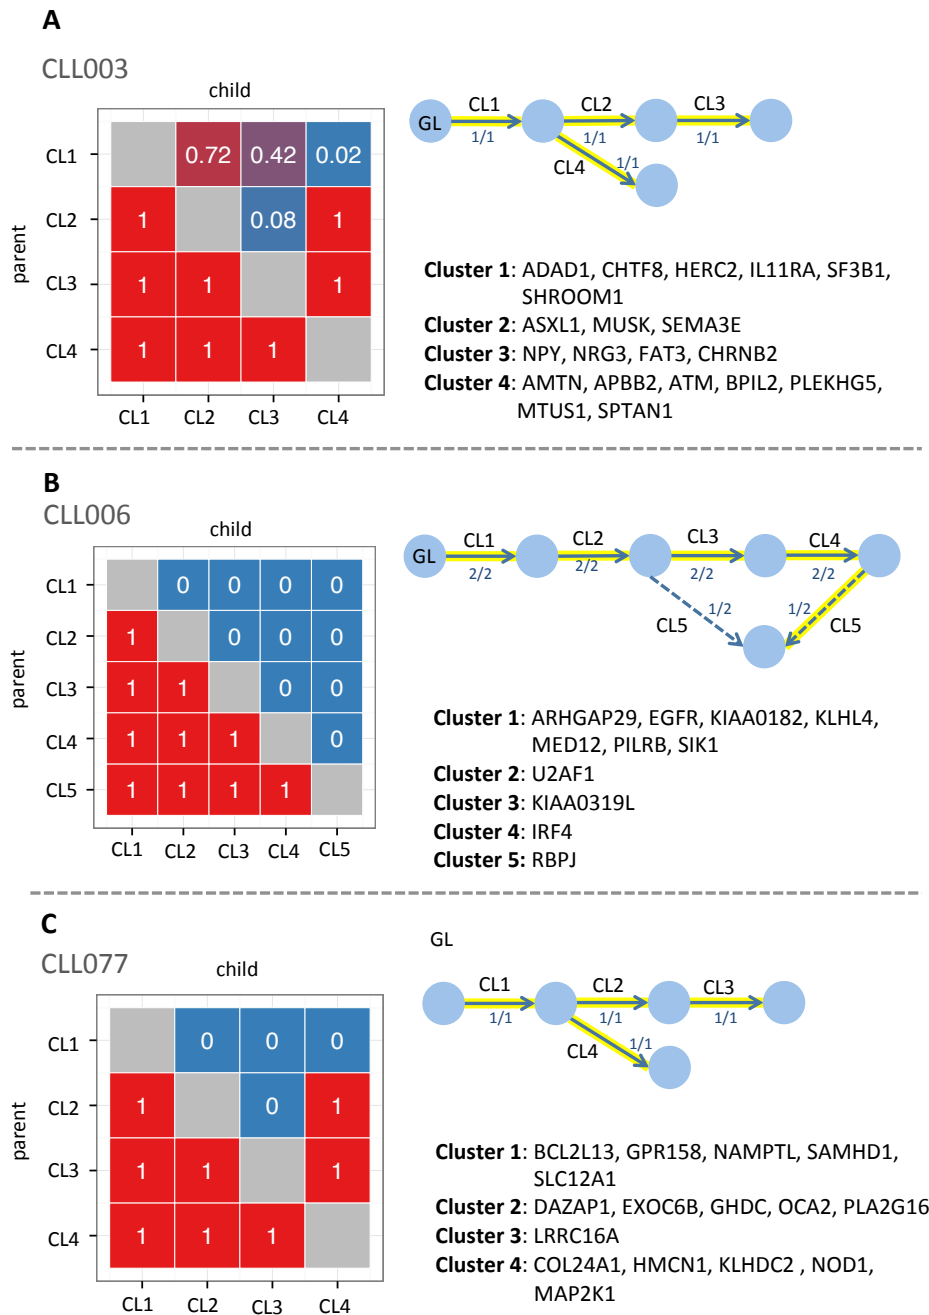 A
CLL003
child
parent
CL1
0.72 0.42 0.02
CL2
1 0.08 1
CL3
1 1 1
CL4
1 1 1
CL1 CL2 CL3 CL4
GL
CL1 CL2 CL3
1/1 1/1 1/1
CL4 1/1
Cluster 1: ADAD1, CHTF8, HERC2, IL11RA, SF3B1,
SHROOM1
Cluster 2: ASXL1, MUSK, SEMA3E
Cluster 3: NPY, NRG3, FAT3, CHRNB2
Cluster 4: AMTN, APBB2, ATM, BPIL2, PLEKHG5,
MTUS1, SPTAN1
B
CLL006
child
parent
CL1
0 0 0 0
CL2
1 0 0 0
CL3
1 1 0 0
CL4
1 1 1 0
CL5
1 1 1 1
CL1 CL2 CL3 CL4 CL5
GL
CL1 CL2 CL3 CL4
2/2 2/2 2/2 2/2
CL5 1/2 1/2 CL5
Cluster 1: ARHGAP29, EGFR, KIAA0182, KLHL4,
MED12, PILRB, SIK1
Cluster 2: U2AF1
Cluster 3: KIAA0319L
Cluster 4: IRF4
Cluster 5: RBPJ
C
CLL077
child
parent
CL1
0 0 0
CL2
1 0 1
CL3
1 1 1
CL4
1 1 1
CL1 CL2 CL3 CL4
GL
CL1 CL2 CL3
1/1 1/1 1/1
CL4 1/1
Cluster 1: BCL2L13, GPR158, NAMPTL, SAMHD1,
SLC12A1
Cluster 2: DAZAP1, EXOC6B, GHDC, OCA2, PLA2G16
Cluster 3: LRRC16A
Cluster 4: COL24A1, HMCN1, KLHDC2 , NOD1,
MAP2K1